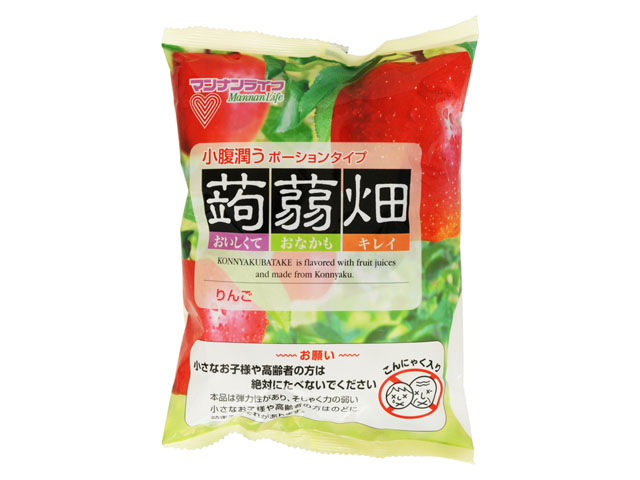 マンナンライフ
MannanLife
小腹潤うポーションタイプ
蒟蒻畑
おいしくて おなかも キレイ
KONNYAKUBATAKE is flavored with fruit juices
and made from Konnyaku.
りんご
お願い
小さなお子様や高齢者の方は
絶対にたべないでください
こんにゃく入り
本品は弾力性があり、そしゃく力の弱い
小さなお子様や高齢者の方はのどに